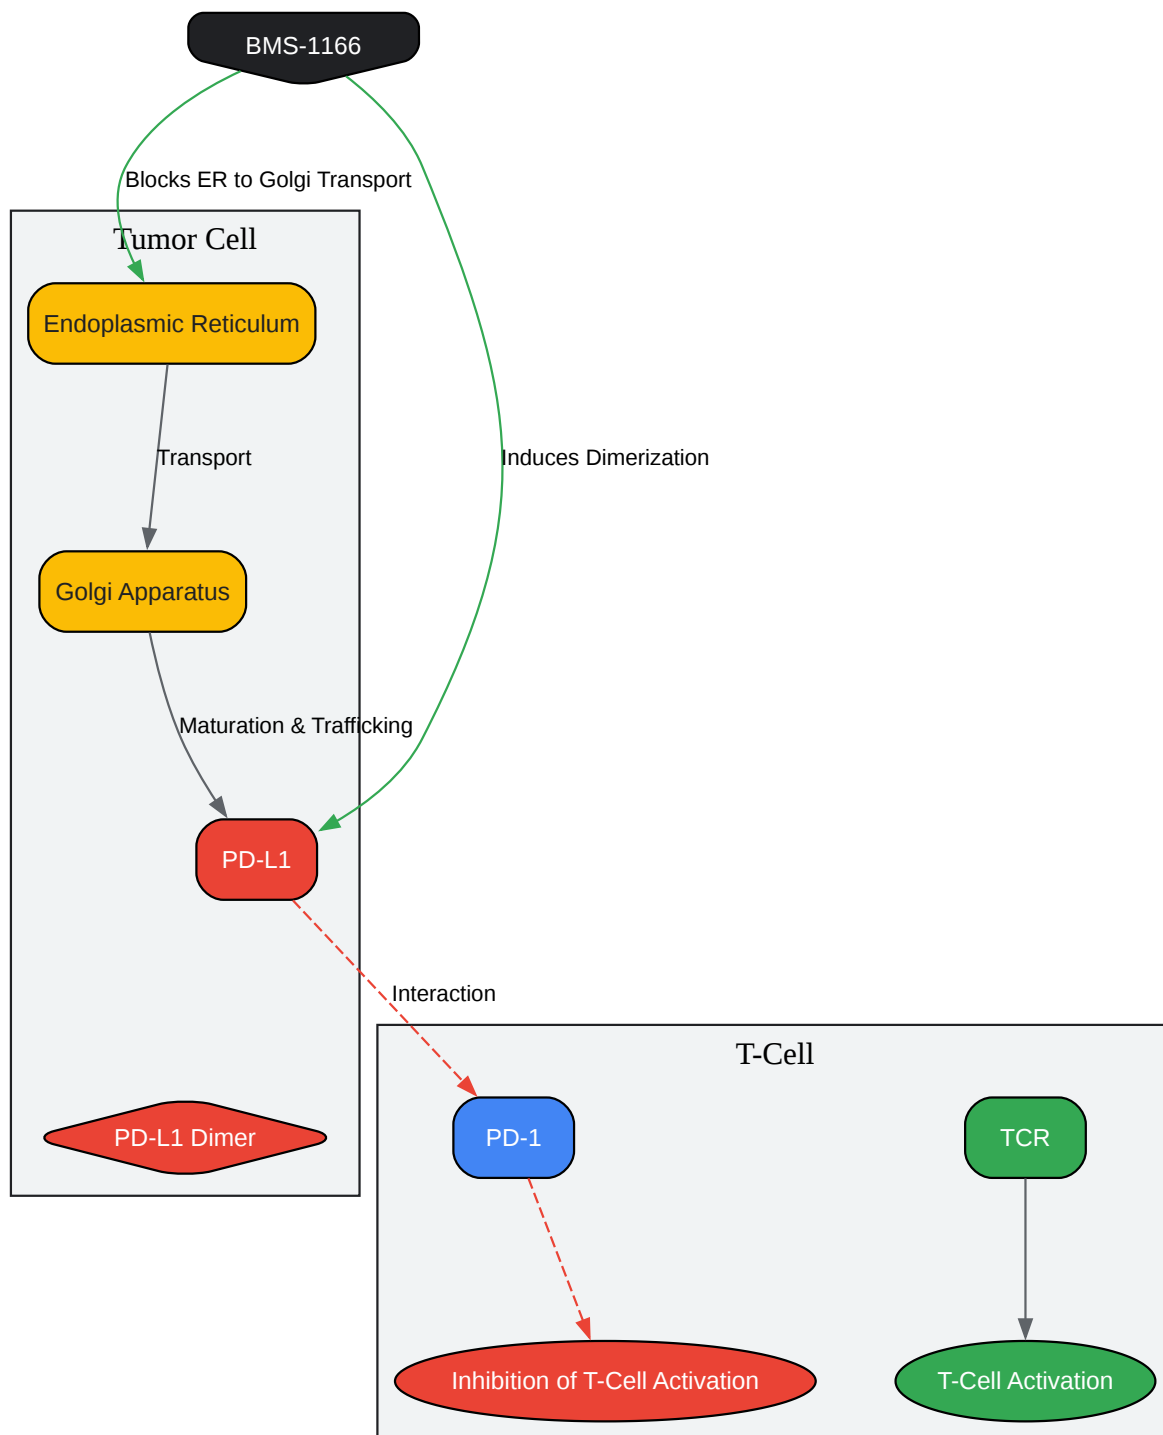 BMS-1166
Blocks ER to Golgi Transport
Tumor Cell
Endoplasmic Reticulum
Transport
Induces Dimerization
Golgi Apparatus
Maturation & Trafficking
PD-L1
Interaction
T-Cell
PD-L1 Dimer
PD-1
TCR
Inhibition of T-Cell Activation
T-Cell Activation